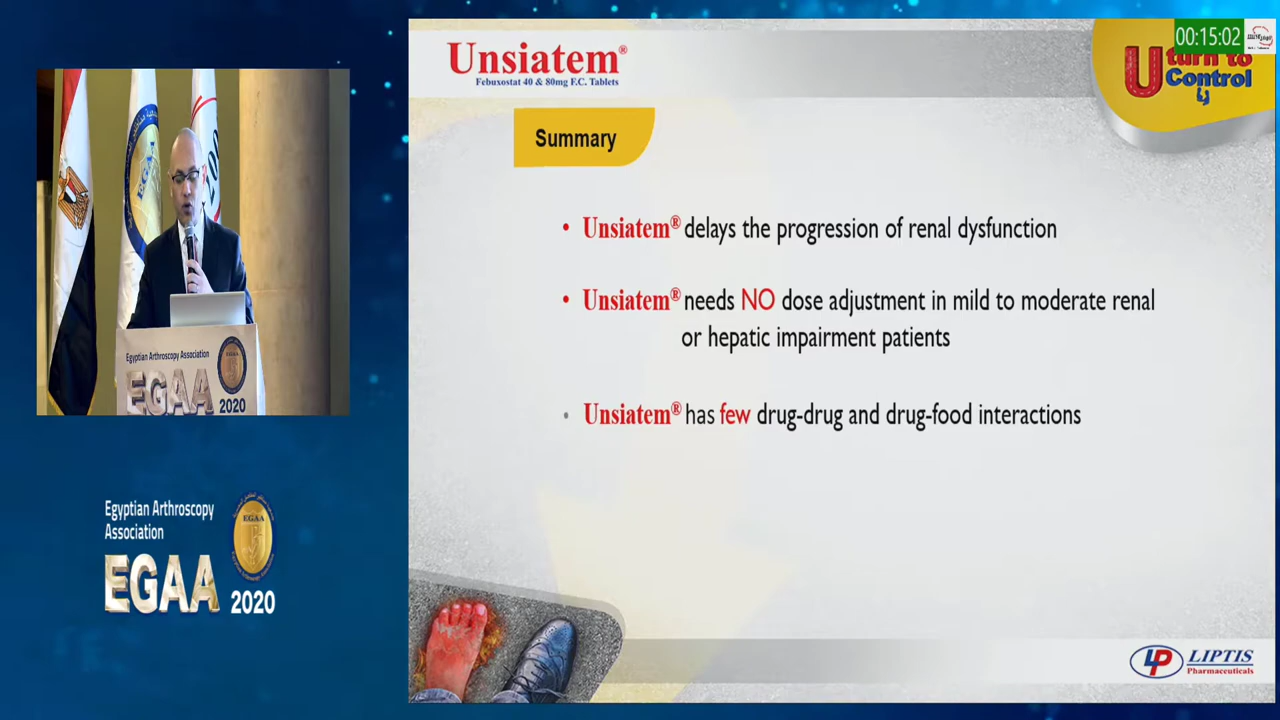 Unsiatem®
Febuxostat 40 & 80mg F.C. Tablets
00:15:02
U turn to
Control
Summary
• Unsiatem® delays the progression of renal dysfunction
• Unsiatem® needs NO dose adjustment in mild to moderate renal
or hepatic impairment patients
• Unsiatem® has few drug-drug and drug-food interactions
LIPTIS
Pharmaceuticals
EGAA
Egyptian Arthroscopy Association
EGAA
2020
Egyptian Arthroscopy
Association
EGAA
EGAA
2020